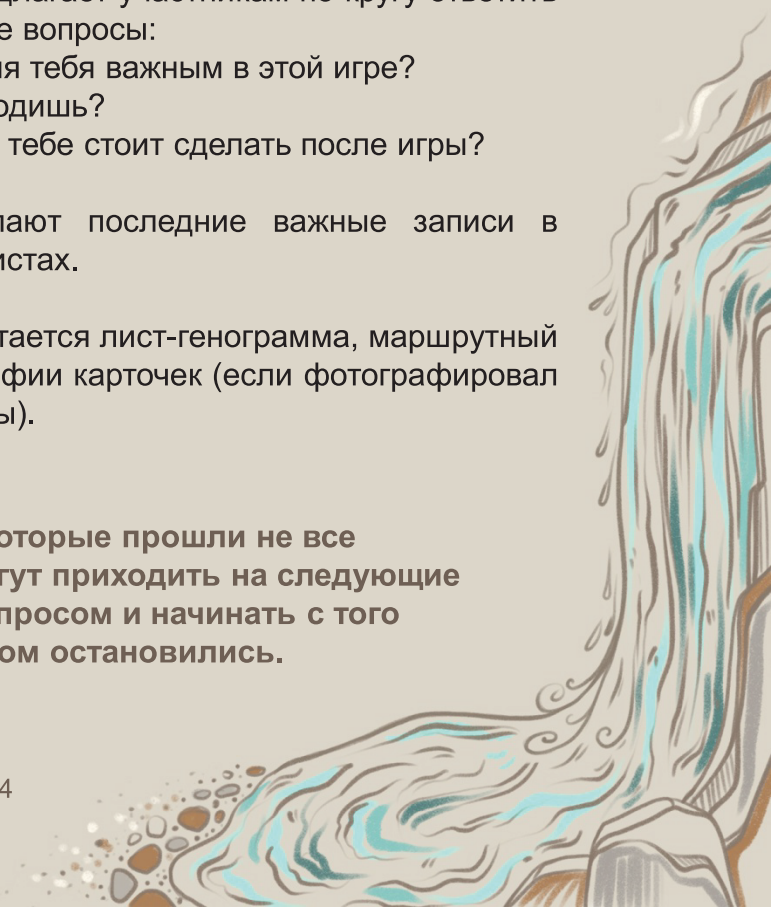 е вопросы:
ля тебя важным в этой игре?
одишь?
тебе стоит сделать после игры?
лают последние важные записи в
истах.
тается лист-генограмма, маршрутный
фии карточек (если фотографировал
ы).
оторые прошли не все
гут приходить на следующие
просом и начинать с того
ом остановились.
4